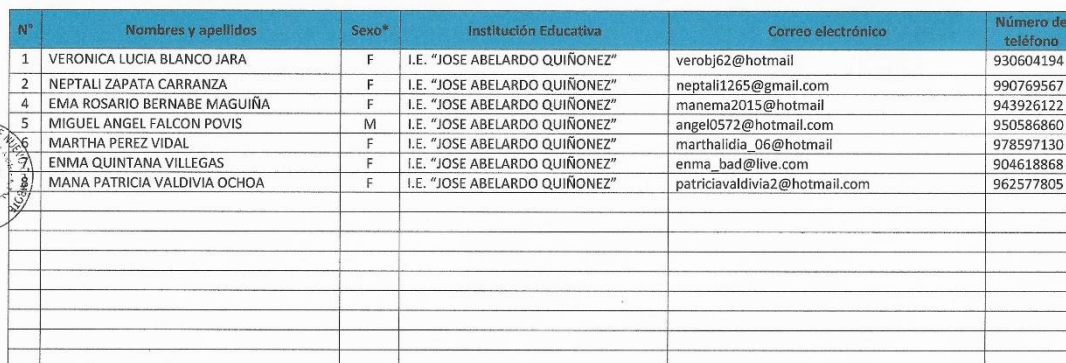 N° Nombres y apellidos Sexo* Institución Educativa Correo electrónico Número de teléfono
1 VERONICA LUCIA BLANCO JARA F I.E. "JOSE ABELARDO QUIÑONEZ" verobj62@hotmail 930604194
2 NEPTALI ZAPATA CARRANZA F I.E. "JOSE ABELARDO QUIÑONEZ" neptali1265@gmail.com 990769567
4 EMA ROSARIO BERNABE MAGUIÑA F I.E. "JOSE ABELARDO QUIÑONEZ" manema2015@hotmail 943926122
5 MIGUEL ANGEL FALCON POVIS M I.E. "JOSE ABELARDO QUIÑONEZ" angel0572@hotmail.com 950586860
6 MARTHA PEREZ VIDAL F I.E. "JOSE ABELARDO QUIÑONEZ" marthalidia_06@hotmail 978597130
7 ENMA QUINTANA VILLEGAS F I.E. "JOSE ABELARDO QUIÑONEZ" enma_bad@live.com 904618868
8 MANA PATRICIA VALDIVIA OCHOA F I.E. "JOSE ABELARDO QUIÑONEZ" patriciavaldivia2@hotmail.com 962577805